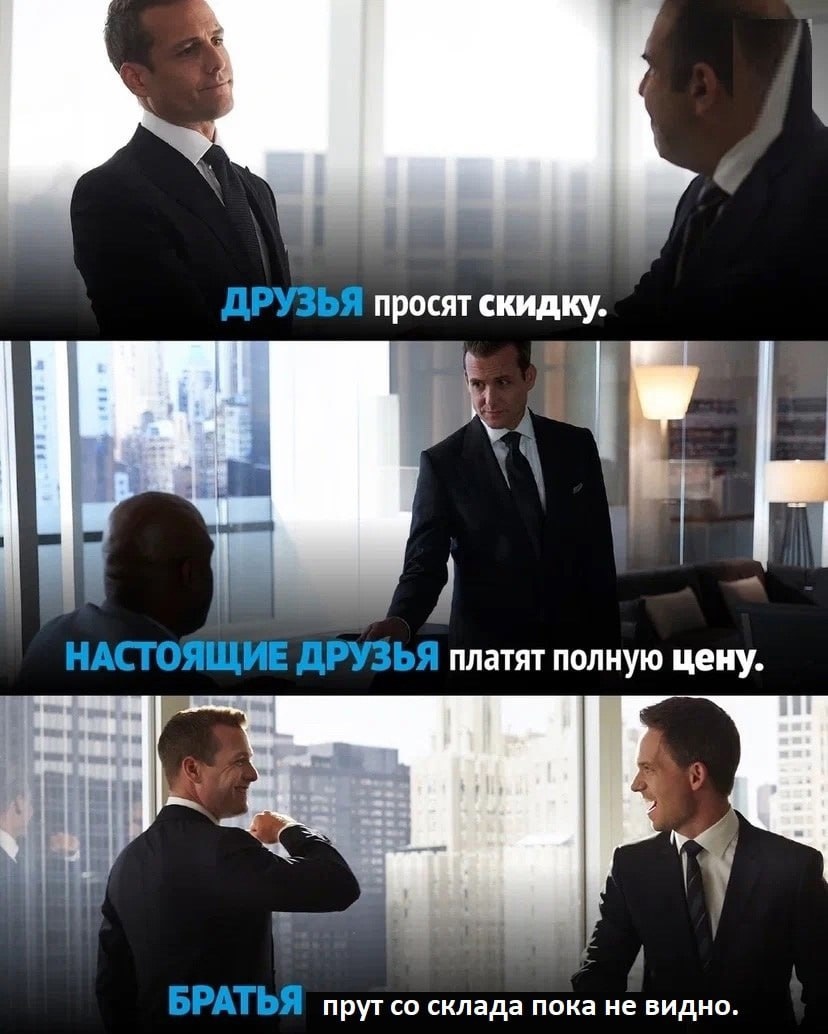 ДРУЗЬЯ просят скидку.
НАСТОЯЩИЕ ДРУЗЬЯ платят полную цену.
БРАТЬЯ прут со склада пока не видно.